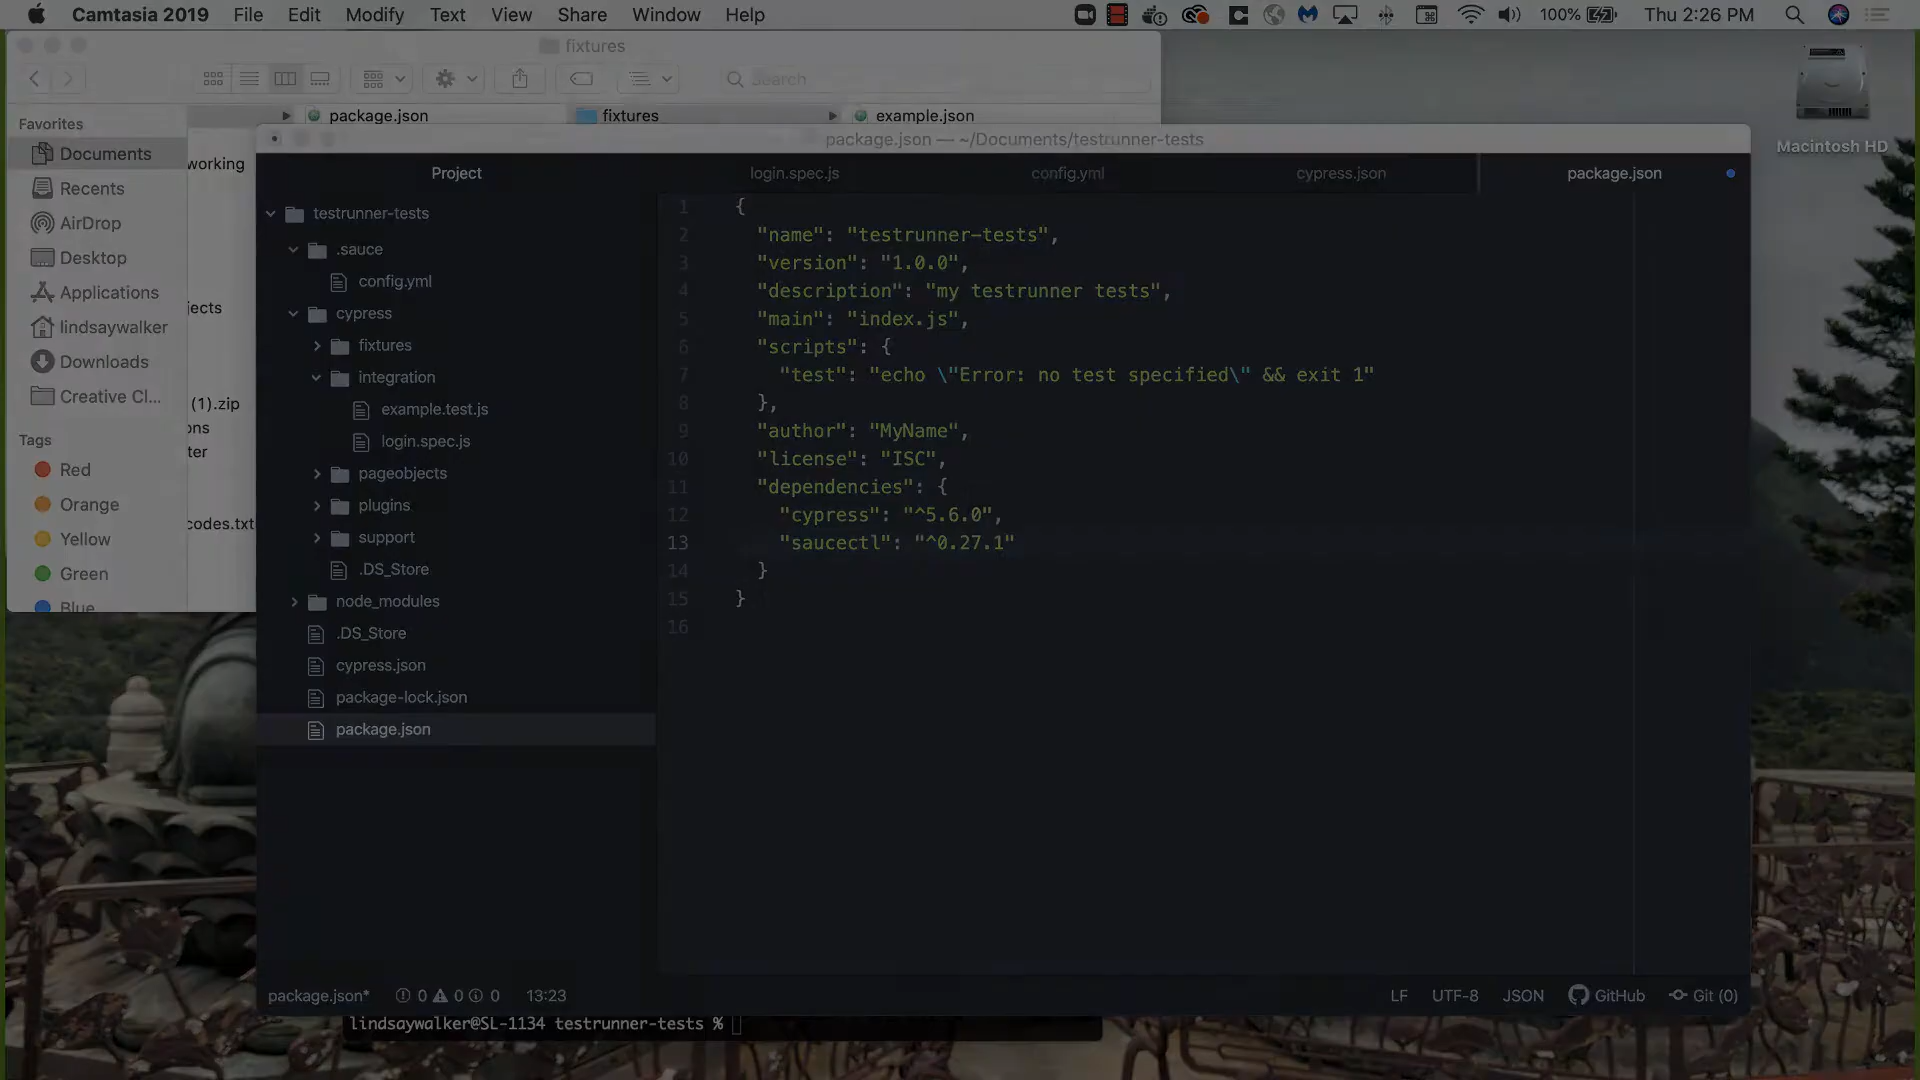 Camtasia 2019 File Edit Modify Text View Share Window Help 100% Thu 2:26 PM
fixtures
Search
package.json fixtures example.json
Macintosh HD
Favorites
Documents
Recents
AirDrop
Desktop
Applications
lindsaywalker
Downloads
Creative Cl...
Tags
Red
Orange
Yellow
Green
Blue
working
jects
(1).zip
ons
ter
codes.txt
package.json — ~/Documents/testrunner-tests
Project
login.spec.js config.yml cypress.json package.json
testrunner-tests
.sauce
config.yml
cypress
fixtures
integration
example.test.js
login.spec.js
pageobjects
plugins
support
.DS_Store
node_modules
.DS_Store
cypress.json
package-lock.json
package.json
1 {
2 "name": "testrunner-tests",
3 "version": "1.0.0",
4 "description": "my testrunner tests",
5 "main": "index.js",
6 "scripts": {
7 "test": "echo \"Error: no test specified\" && exit 1"
8 },
9 "author": "MyName",
10 "license": "ISC",
11 "dependencies": {
12 "cypress": "^5.6.0",
13 "saucectl": "^0.27.1"
14 }
15 }
16
package.json* 0 0 0 13:23 LF UTF-8 JSON GitHub Git (0)
lindsaywalker@SL-1134 testrunner-tests %